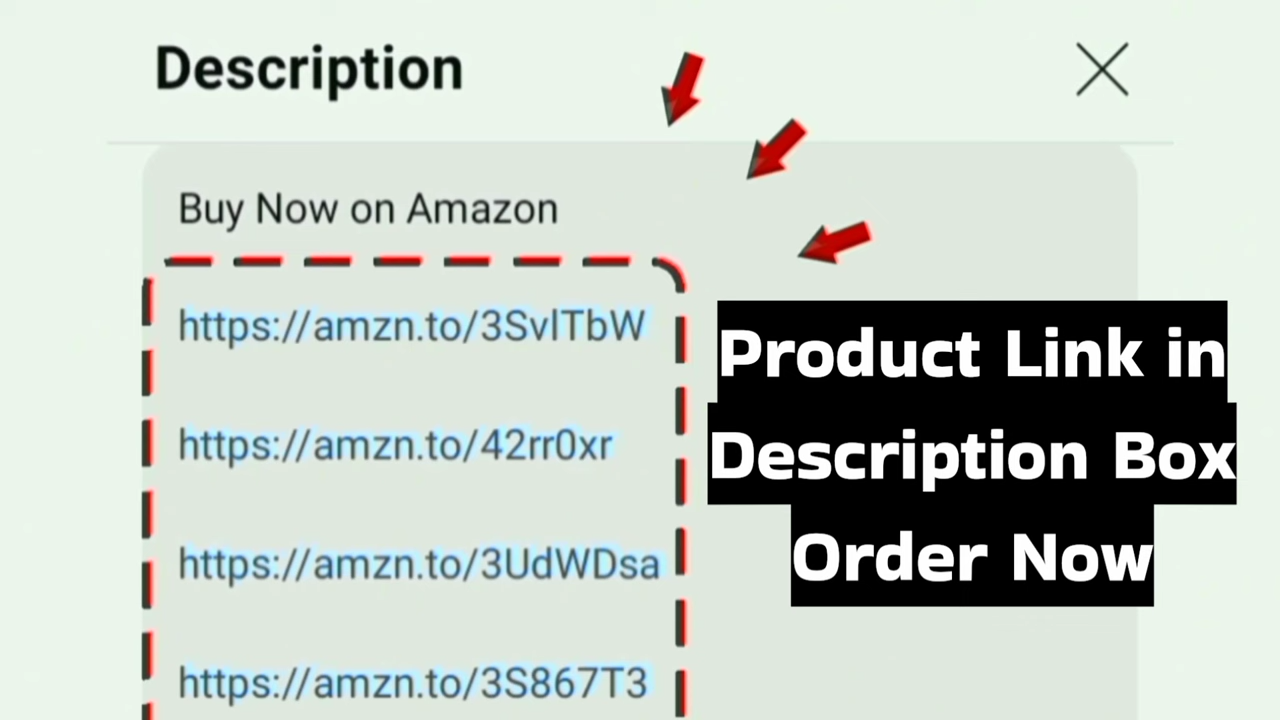 Description
Buy Now on Amazon
https://amzn.to/3SvlTbW
https://amzn.to/42rr0xr
https://amzn.to/3UdWDsa
https://amzn.to/3S867T3
Product Link in
Description Box
Order Now